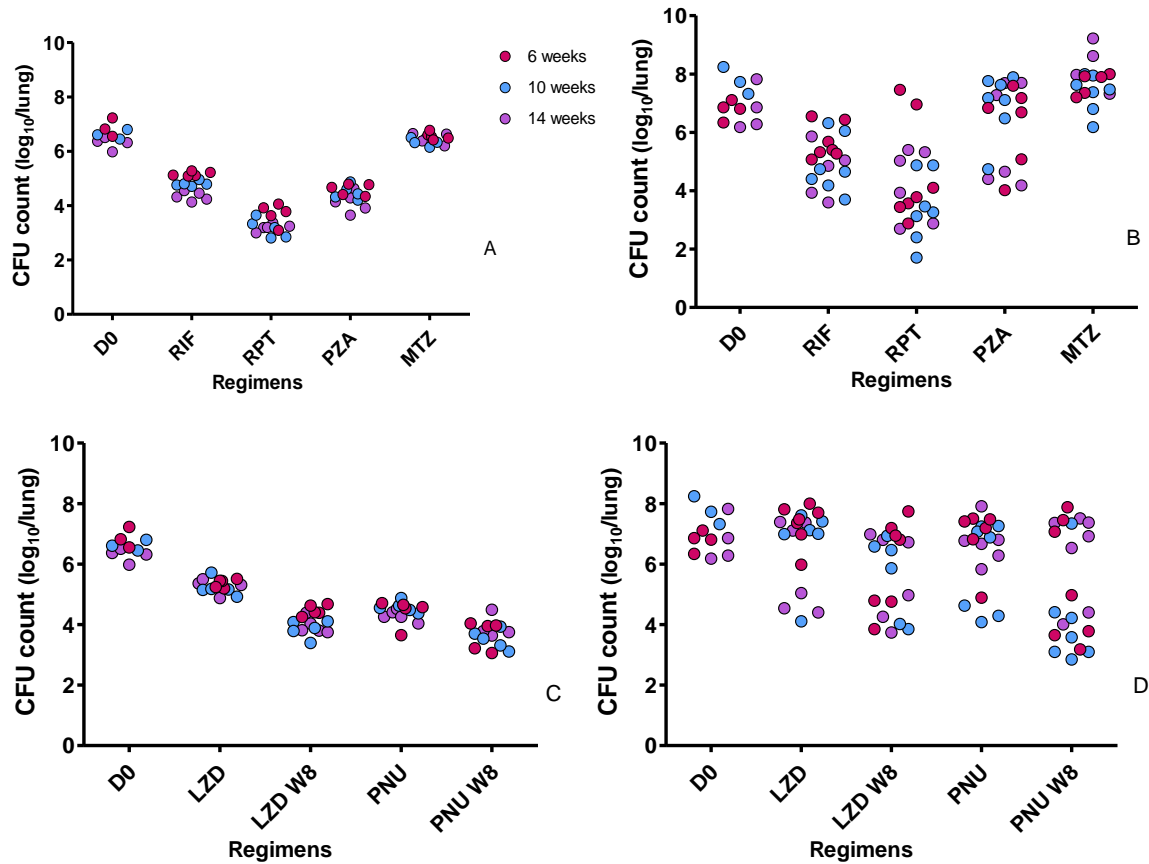 CFU count (log10/lung)
10
8
6
4
2
0
D0
RIF
RPT
PZA
MTZ
Regimens
A
6 weeks
10 weeks
14 weeks
CFU count (log10/lung)
10
8
6
4
2
0
D0
RIF
RPT
PZA
MTZ
Regimens
B
CFU count (log10/lung)
10
8
6
4
2
0
D0
LZD
LZD W8
PNU
PNU W8
Regimens
C
CFU count (log10/lung)
10
8
6
4
2
0
D0
LZD
LZD W8
PNU
PNU W8
Regimens
D